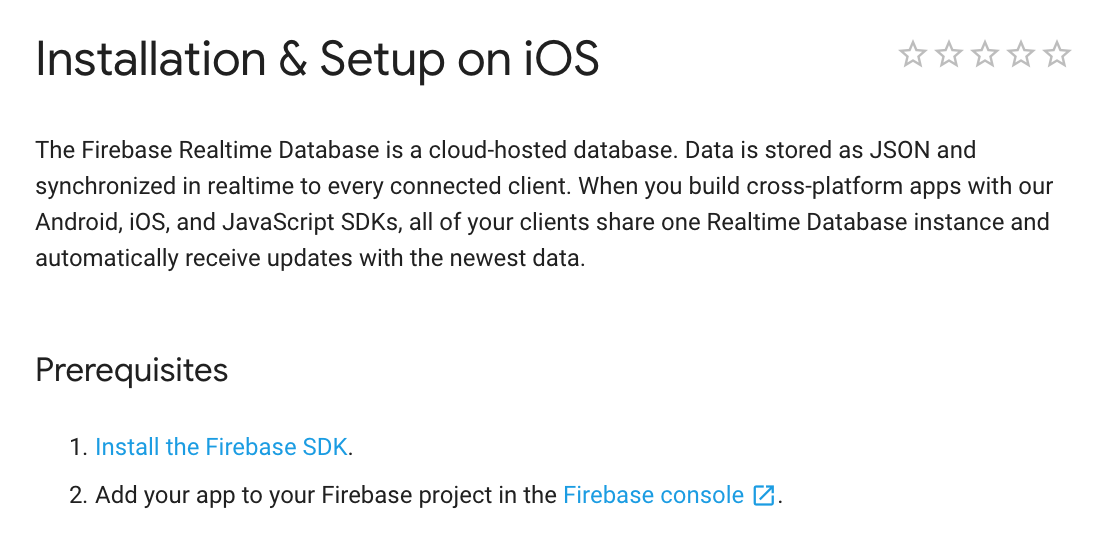 Installation & Setup on iOS
The Firebase Realtime Database is a cloud-hosted database. Data is stored as JSON and
synchronized in realtime to every connected client. When you build cross-platform apps with our
Android, iOS, and JavaScript SDKs, all of your clients share one Realtime Database instance and
automatically receive updates with the newest data.
Prerequisites
1. Install the Firebase SDK.
2. Add your app to your Firebase project in the Firebase console.